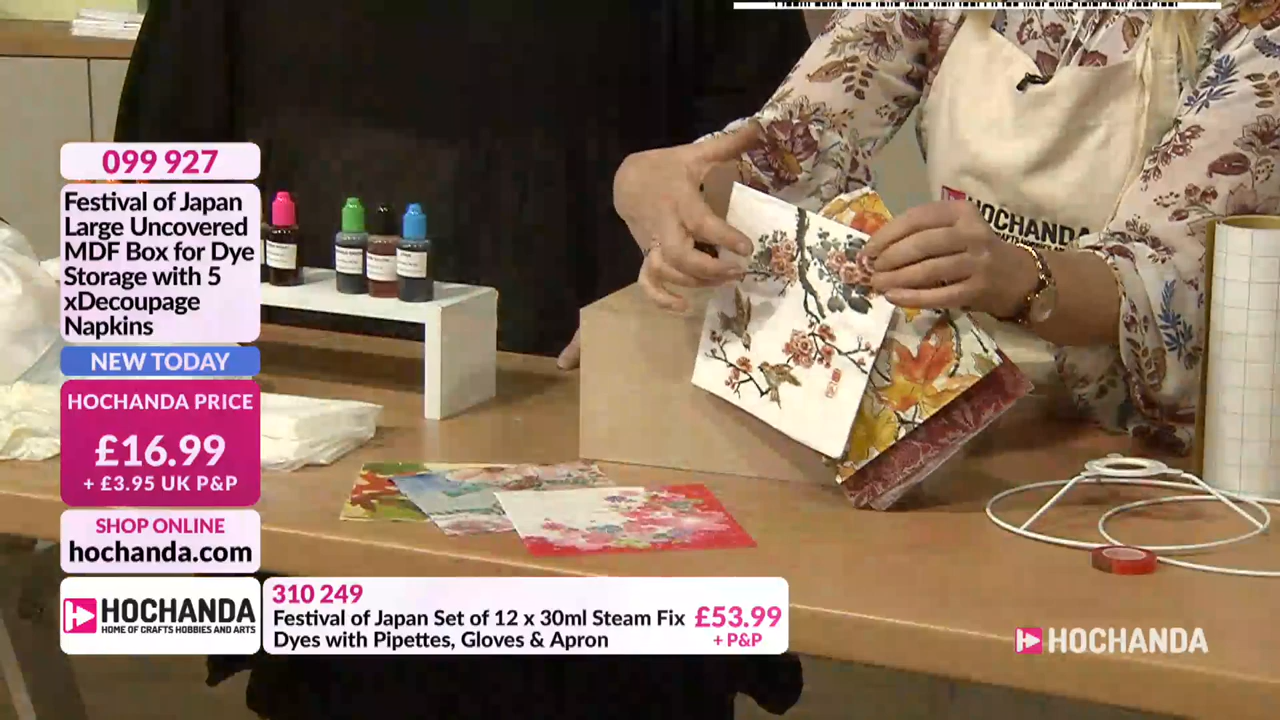 099 927
Festival of Japan
Large Uncovered
MDF Box for Dye
Storage with 5
xDecoupage
Napkins
NEW TODAY
HOCHANDA PRICE
£16.99
+ £3.95 UK P&P
SHOP ONLINE
hochanda.com
HOCHANDA
HOME OF CRAFTS HOBBIES AND ARTS
310 249
Festival of Japan Set of 12 x 30ml Steam Fix
Dyes with Pipettes, Gloves & Apron
£53.99
+ P&P
HOCHANDA
HOCHANDA